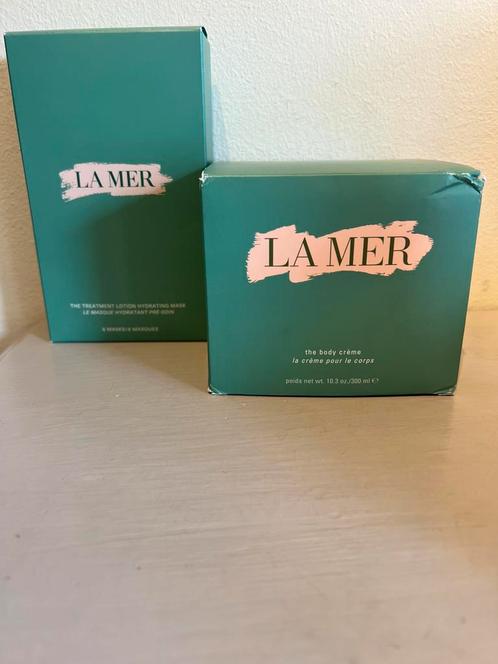 LA MER
THE TREATMENT LOTION HYDRATING MASK
LE MASQUE HYDRATANT PRÉ-SOIN
6 MASKS/6 MASQUES
LA MER
the body crème
la crème pour le corps
poids net wt. 10.3 oz./300 ml ℮